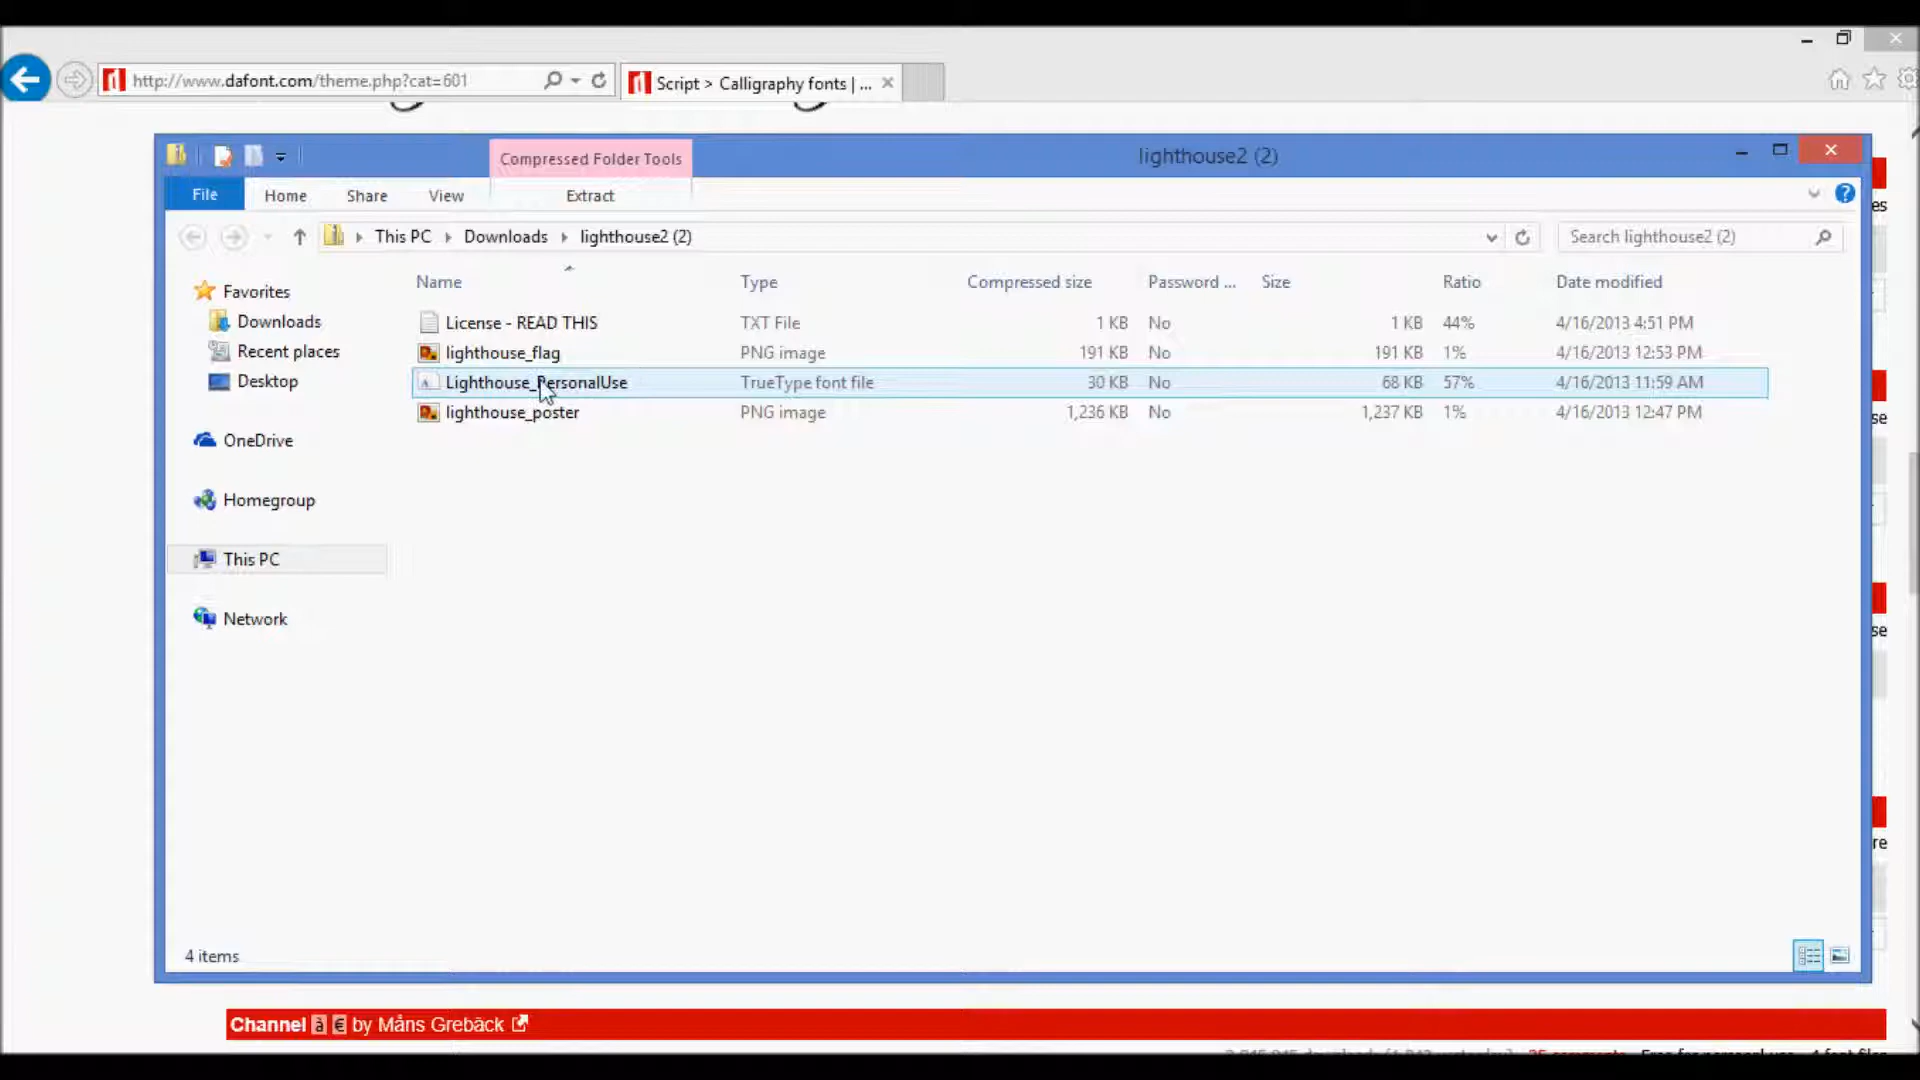 http://www.dafont.com/theme.php?cat=601
Script > Calligraphy fonts | ...
Compressed Folder Tools
lighthouse2 (2)
File Home Share View Extract
This PC Downloads lighthouse2 (2)
Search lighthouse2 (2)
Name Type Compressed size Password ... Size Ratio Date modified
License - READ THIS TXT File 1 KB No 1 KB 44% 4/16/2013 4:51 PM
lighthouse_flag PNG image 191 KB No 191 KB 1% 4/16/2013 12:53 PM
Lighthouse_PersonalUse TrueType font file 30 KB No 68 KB 57% 4/16/2013 11:59 AM
lighthouse_poster PNG image 1,236 KB No 1,237 KB 1% 4/16/2013 12:47 PM
Favorites
Downloads
Recent places
Desktop
OneDrive
Homegroup
This PC
Network
es
se
se
re
4 items
Channel à € by Måns Grebäck